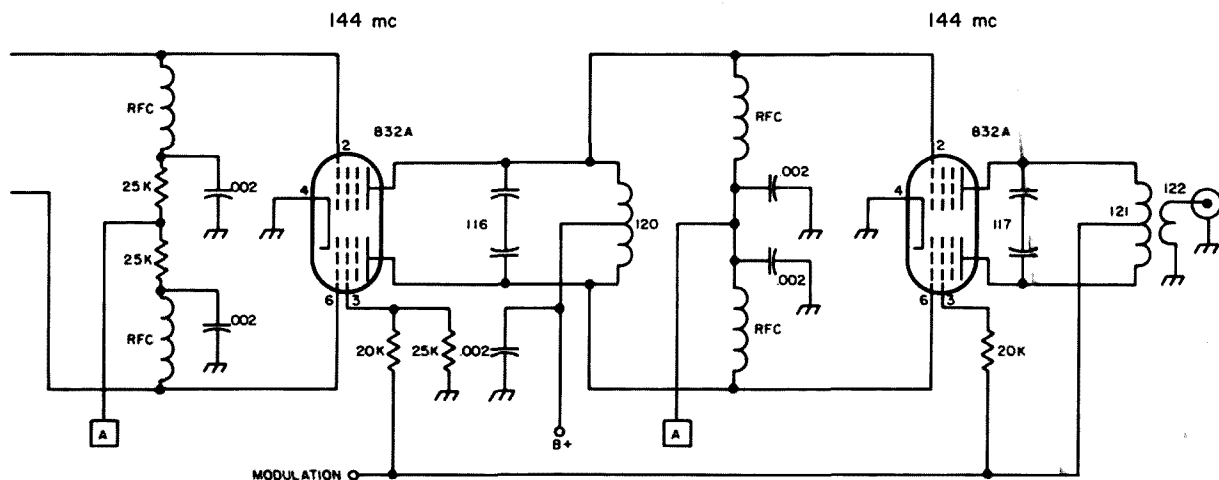 144 mc
144 mc
RFC
832A
2
RFC
832A
2
4
25K
.002
116
120
.002
4
117
121
122
25K
.002
6
3
6
3
.002
RFC
20K
25K
.002
RFC
20K
A
B+
A
MODULATION